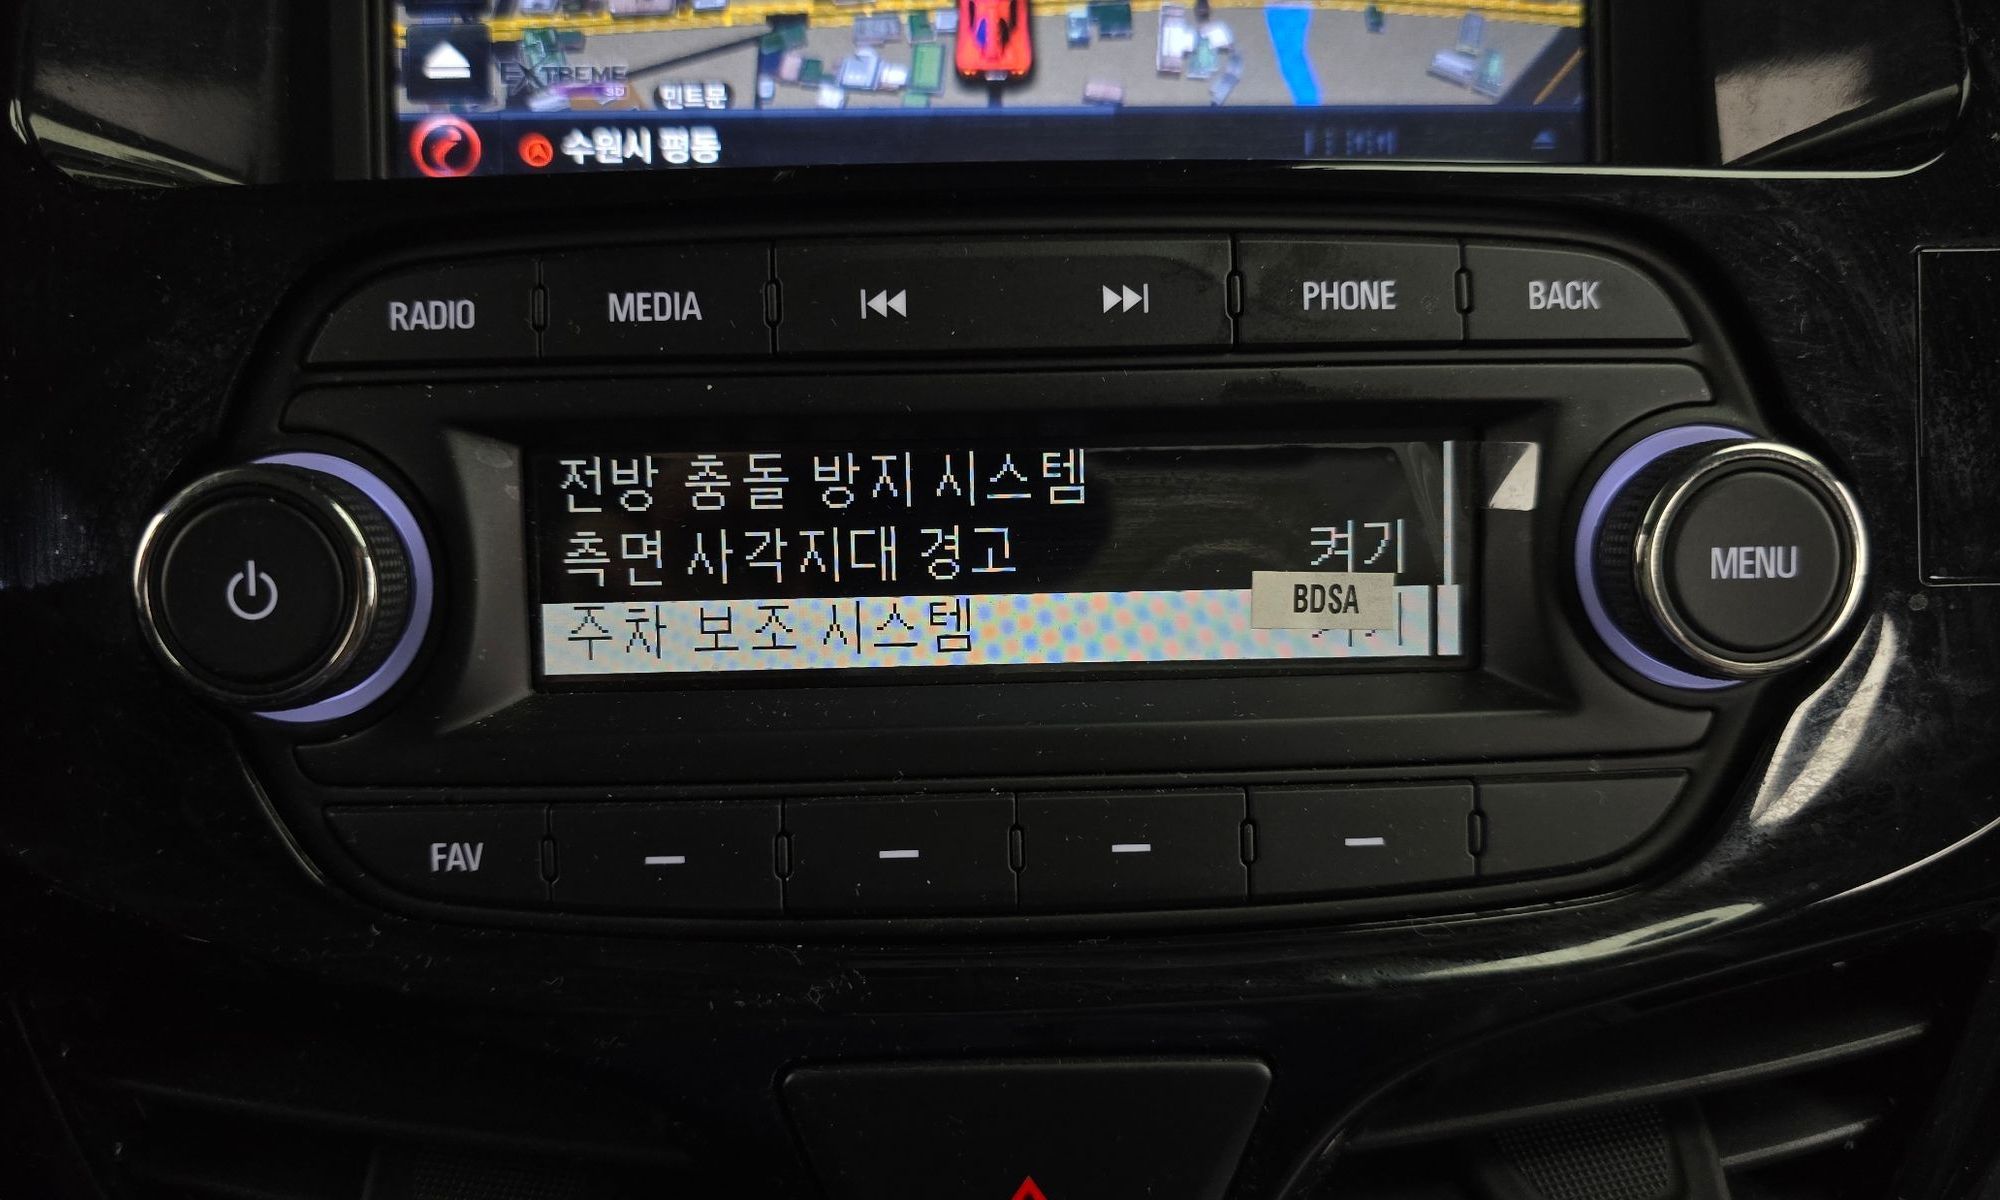 EXTREME
3D
민트문
수원시 평동
RADIO
MEDIA
PHONE
BACK
전방 충돌 방지 시스템
측면 사각지대 경고 켜기
주차 보조 시스템
BDSA
MENU
FAV